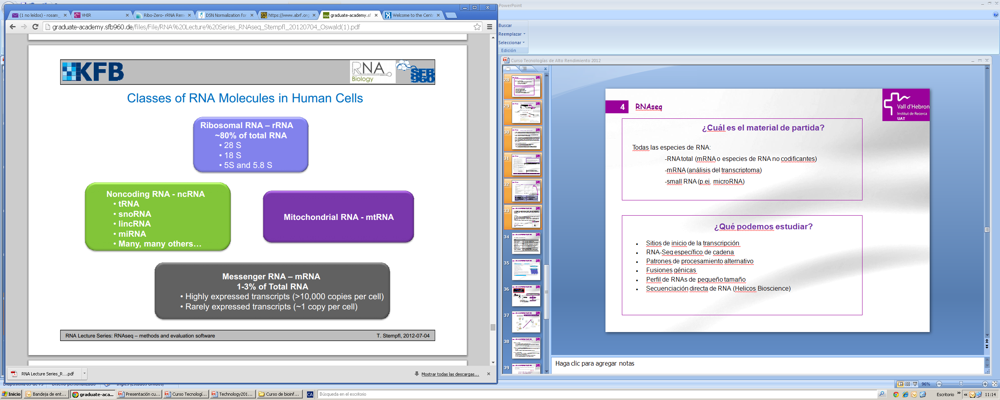 PowerPoint
(1 no leídos) - rosam_
VHIR
Ribo-Zero- rRNA Rem
DSN Normalization for
https://www.abrf.org
graduate-academy.sf
Welcome to the Cent
graduate-academy.sfb960.de/files/File/RNA%20Lecture%20Series_RNAseq_Stempfl_20120704_Oswald(1).pdf
KFB
RNA
Biology
SFB
960
Classes of RNA Molecules in Human Cells
Ribosomal RNA – rRNA
~80% of total RNA
• 28 S
• 18 S
• 5S and 5.8 S
Noncoding RNA - ncRNA
• tRNA
• snoRNA
• lincRNA
• miRNA
• Many, many others…
Mitochondrial RNA - mtRNA
Messenger RNA – mRNA
1-3% of Total RNA
• Highly expressed transcripts (>10,000 copies per cell)
• Rarely expressed transcripts (~1 copy per cell)
RNA Lecture Series: RNAseq – methods and evaluation software
T. Stempfl, 2012-07-04
RNA Lecture Series_R....pdf
Mostrar todas las descargas...
Buscar
Reemplazar
Seleccionar
Edición
Curso Tecnologías de Alto Rendimiento 2012
28
29
30
31
32
33
34
35
36
37
38
39
4 RNAseq
Vall d'Hebron
Institut de Recerca
UAT
¿Cuál es el material de partida?
Todas las especies de RNA:
-RNA total (mRNA o especies de RNA no codificantes)
-mRNA (análisis del transcriptoma)
-small RNA (p.ej. microRNA)
¿Qué podemos estudiar?
• Sitios de inicio de la transcripción
• RNA-Seq específico de cadena
• Patrones de procesamiento alternativo
• Fusiones génicas
• Perfil de RNAs de pequeño tamaño
• Secuenciación directa de RNA (Helicos Bioscience)
Haga clic para agregar notas
96%
Inicio
Bandeja de ent...
graduate-aca...
Presentación cu...
Curso Tecnologí...
Technology201...
Curso de bioinf...
CA
Búsqueda en el escritorio
Escritorio
11:14